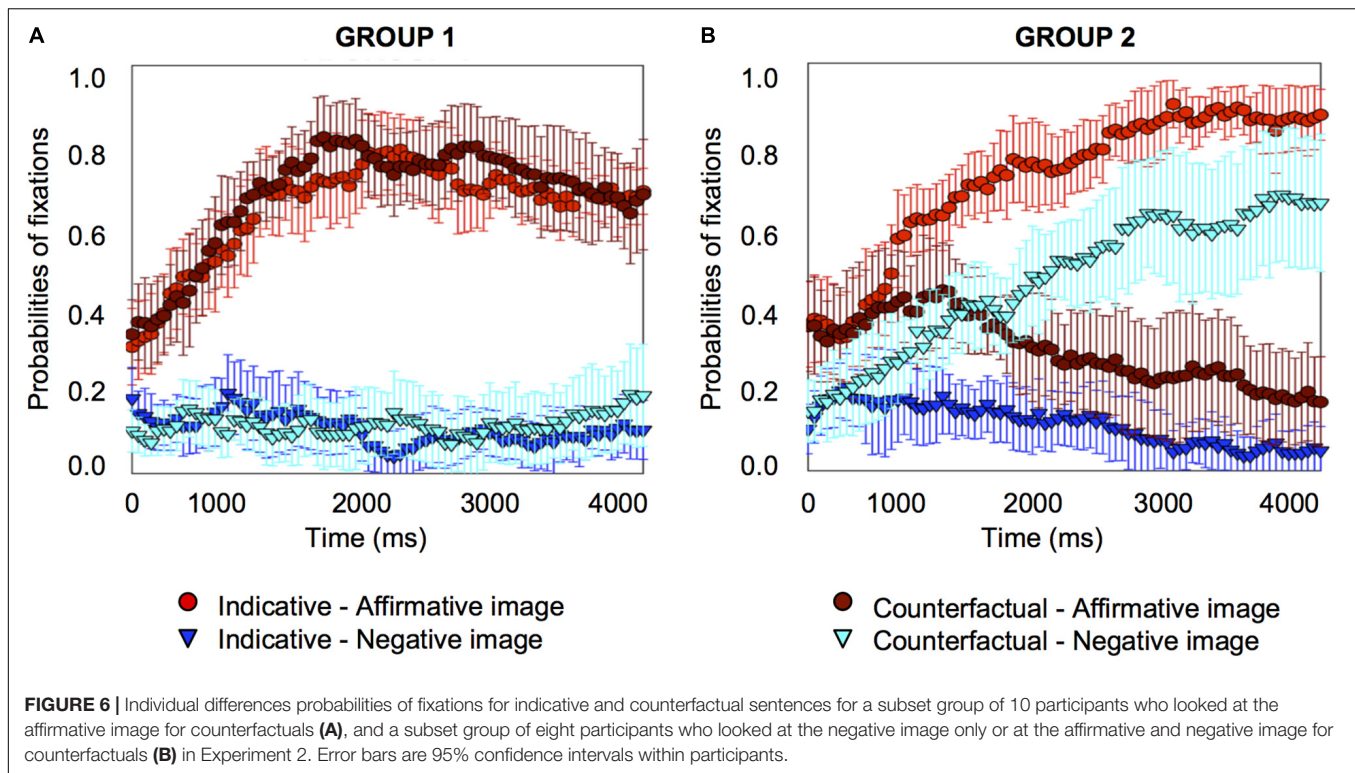 A
GROUP 1
B
GROUP 2
1.0
0.8
0.6
0.4
0.2
0.0
Probabilities of fixations
0 1000 2000 3000 4000
Time (ms)
1.0
0.8
0.6
0.4
0.2
0.0
Probabilities of fixations
0 1000 2000 3000 4000
Time (ms)
Indicative - Affirmative image
Indicative - Negative image
Counterfactual - Affirmative image
Counterfactual - Negative image
FIGURE 6 | Individual differences probabilities of fixations for indicative and counterfactual sentences for a subset group of 10 participants who looked at the
affirmative image for counterfactuals (A), and a subset group of eight participants who looked at the negative image only or at the affirmative and negative image for
counterfactuals (B) in Experiment 2. Error bars are 95% confidence intervals within participants.